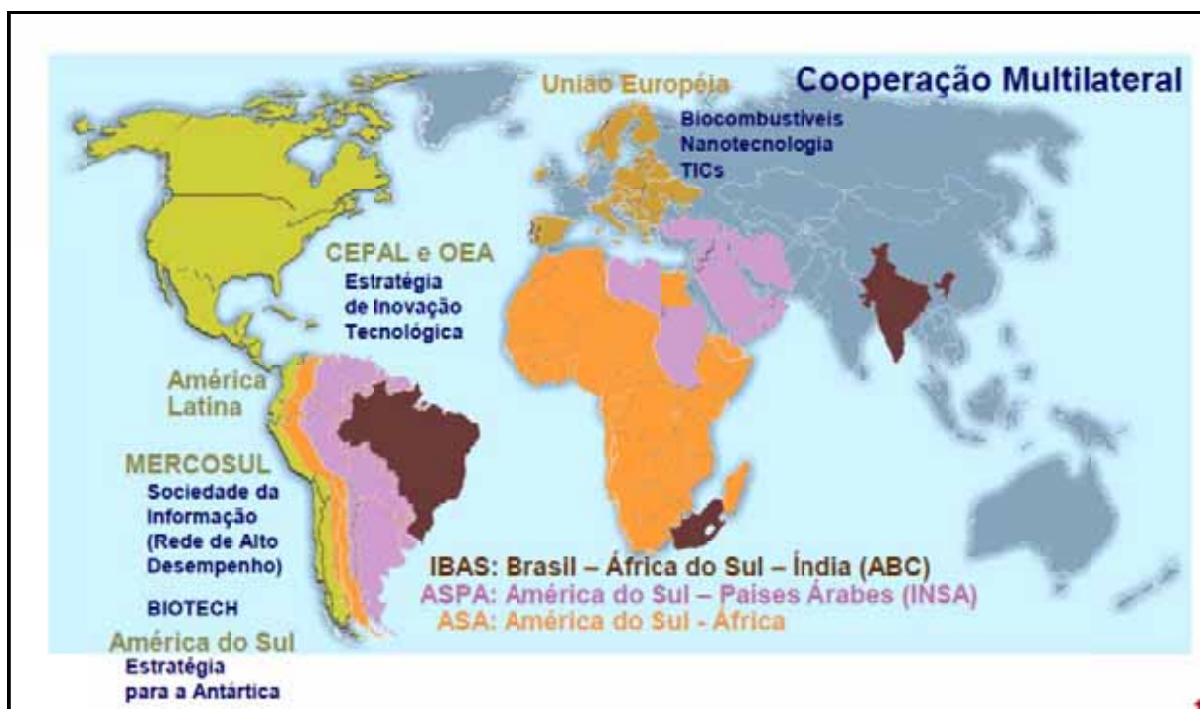 Cooperação Multilateral
União Européia
Biocombustíveis
Nanotecnologia
TICs
CEPAL e OEA
Estratégia
de Inovação
Tecnológica
América
Latina
MERCOSUL
Sociedade da
Informação
(Rede de Alto
Desempenho)
BIOTECH
América do Sul
Estratégia
para a Antártica
IBAS: Brasil – África do Sul – Índia (ABC)
ASPA: América do Sul – Países Árabes (INSA)
ASA: América do Sul - África